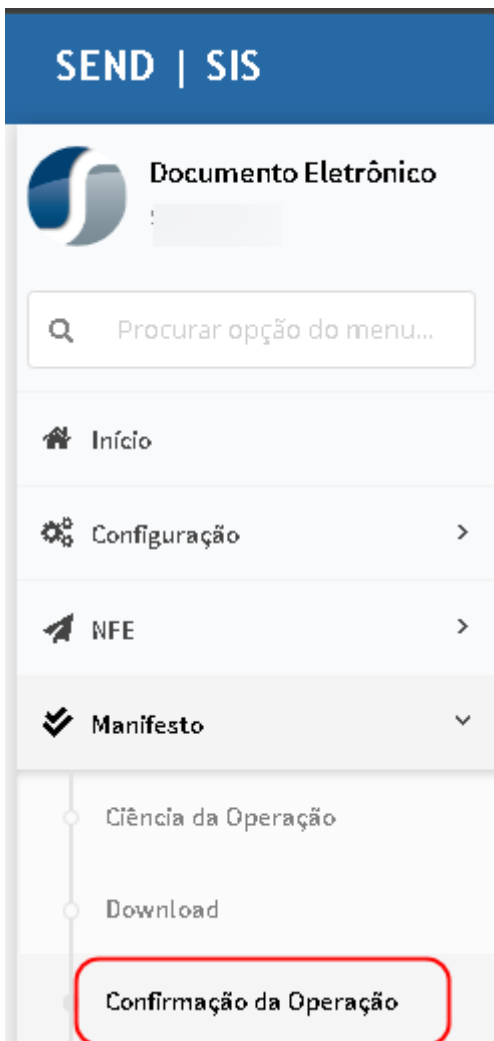 SEND | SIS
Documento Eletrônico
Procurar opção do menu...
Início
Configuração
NFE
Manifesto
Ciência da Operação
Download
Confirmação da Operação